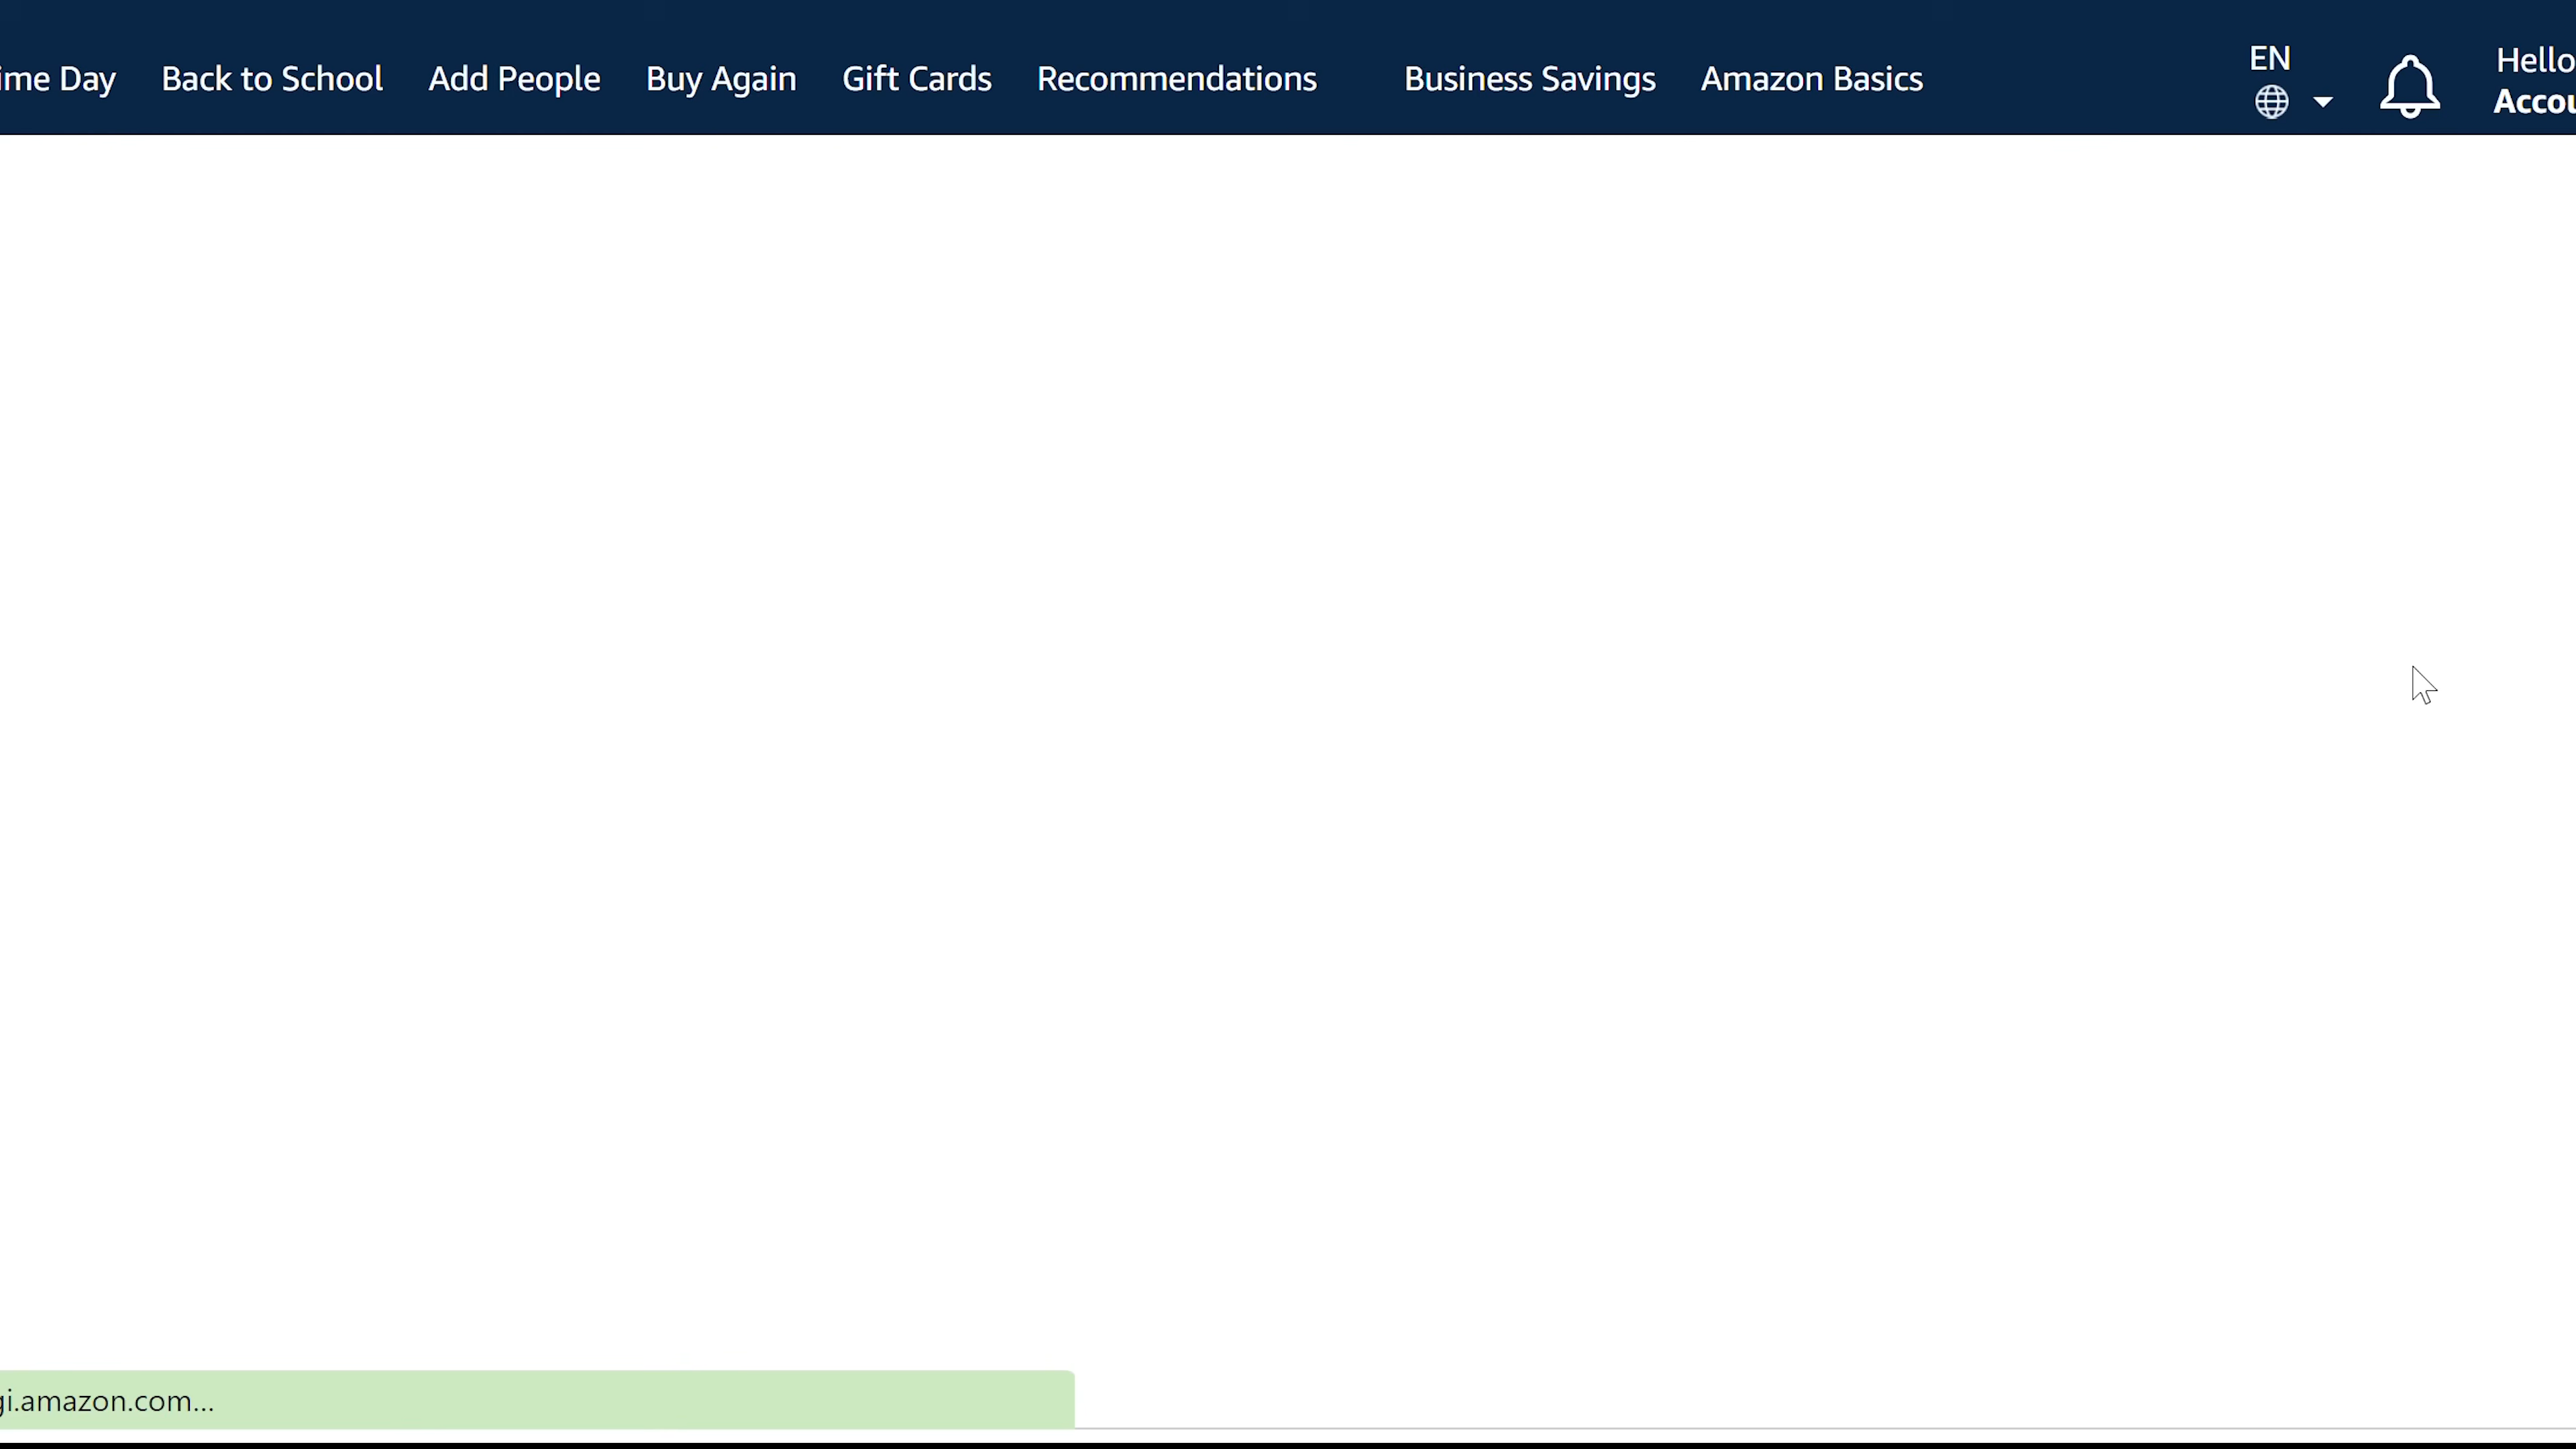 ime Day Back to School Add People Buy Again Gift Cards Recommendations Business Savings Amazon Basics
EN
Hello
Accou
gi.amazon.com...